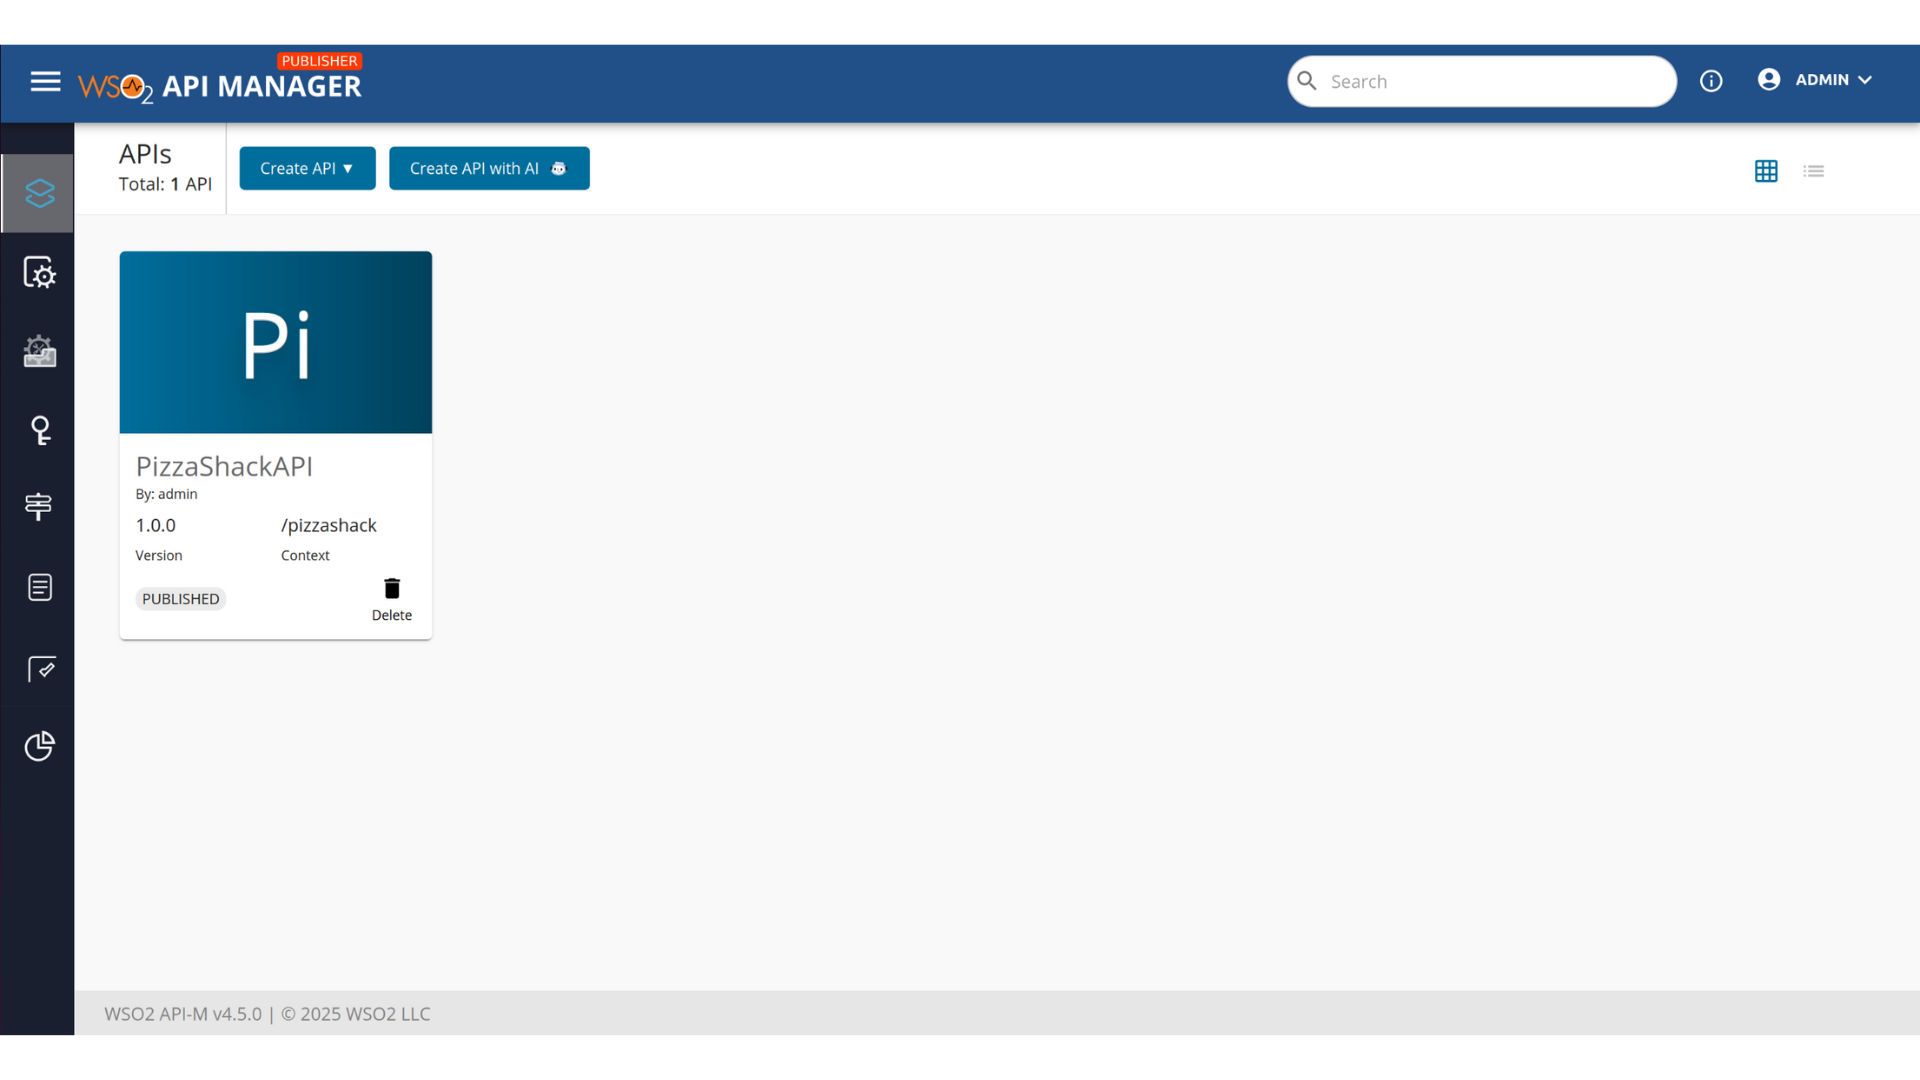 PUBLISHER
WSO2 API MANAGER
Search
ADMIN
APIs
Total: 1 API
Create API ▼
Create API with AI
Pi
PizzaShackAPI
By: admin
1.0.0
/pizzashack
Version
Context
PUBLISHED
Delete
WSO2 API-M v4.5.0 | © 2025 WSO2 LLC